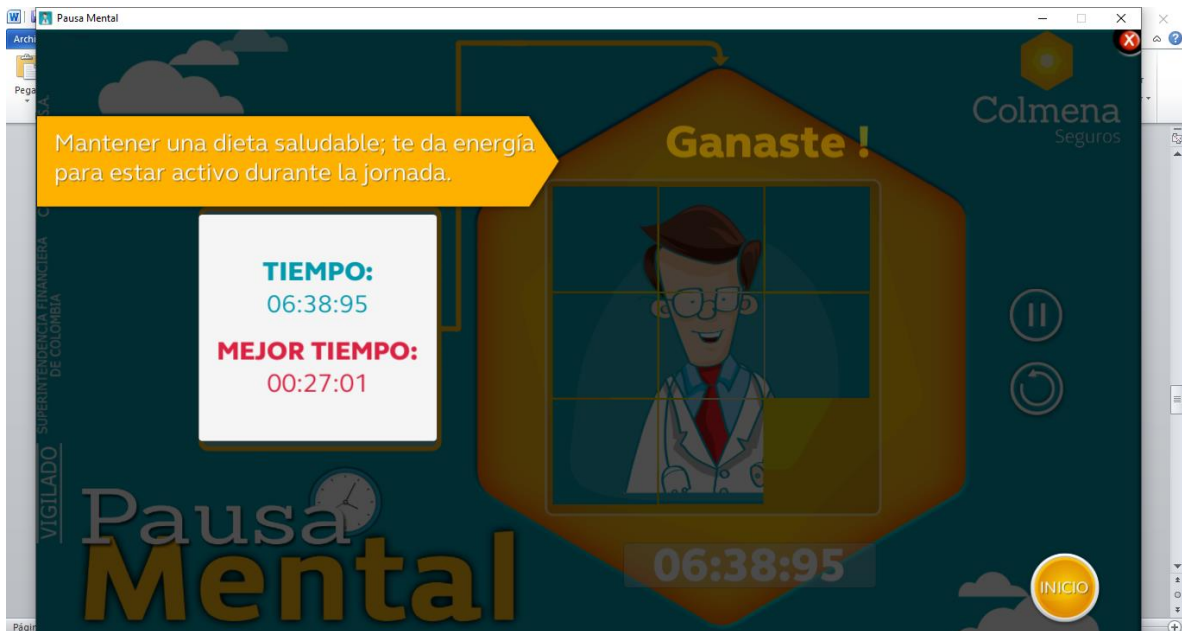 Pausa Mental
Mantener una dieta saludable; te da energía
para estar activo durante la jornada.
Ganaste !
Colmena
Seguros
TIEMPO:
06:38:95
MEJOR TIEMPO:
00:27:01
VIGILADO
SUPERINTENDENCIA FINANCIERA
DE COLOMBIA
Pausa
Mental
06:38:95
INICIO